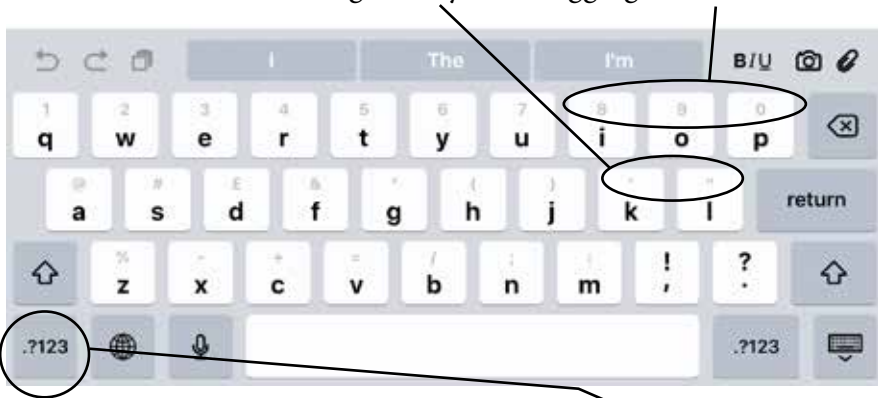 I The I'm B I U
1 2 3 4 5 6 7 8 9 0
q w e r t y u i o p
@ # £ & * ( ) ' "
a s d f g h j k l return
% - + = / ; : ! ?
z x c v b n m , .
.?123 .?123